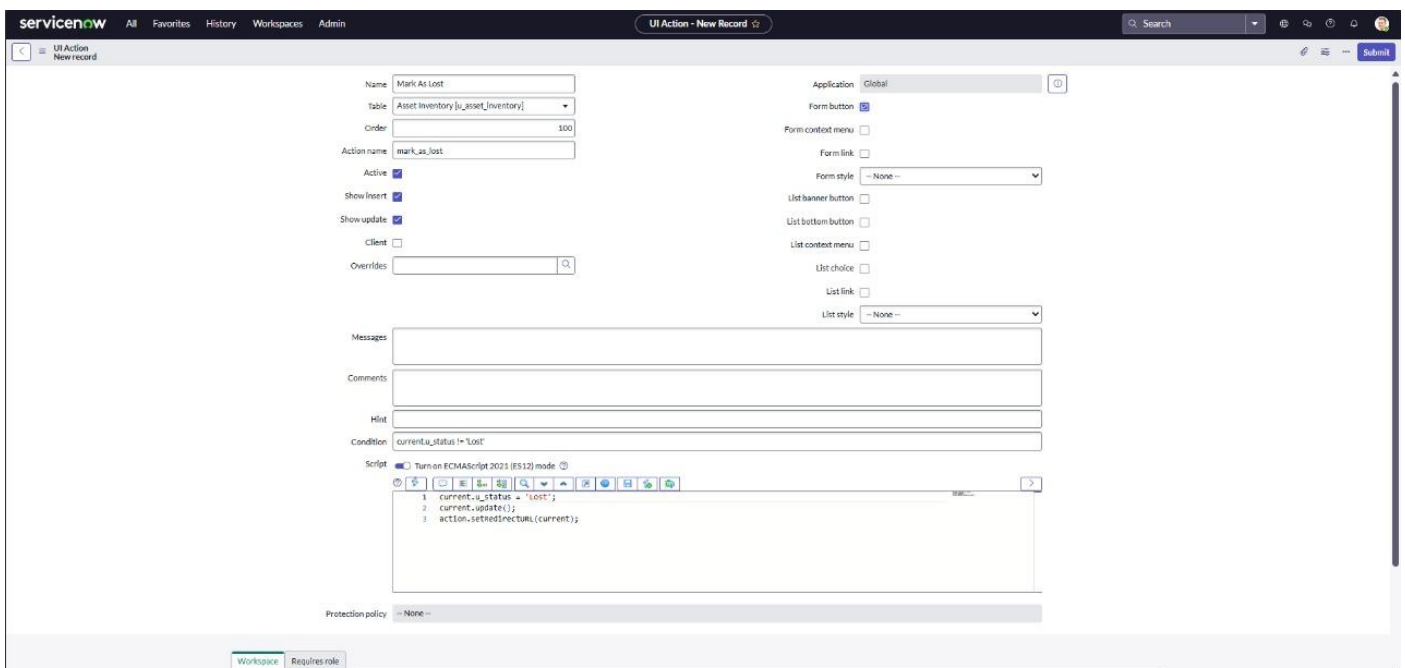 servicenow All Favorites History Workspaces Admin UI Action - New Record Search
UI Action
New record
Submit
Name Mark As Lost
Application Global
Table Asset Inventory [u_asset_inventory]
Form button
Order 100
Form context menu
Action name mark_as_lost
Form link
Active
Form style -- None --
Show insert
List banner button
Show update
List bottom button
Client
List context menu
Overrides
List choice
List link
List style -- None --
Messages
Comments
Hint
Condition current.u_status != 'Lost'
Script Turn on ECMAScript 2021 (ES12) mode
1 current.u_status = 'Lost';
2 current.update();
3 action.setRedirectURL(current);
Protection policy -- None --
Workspace Requires role